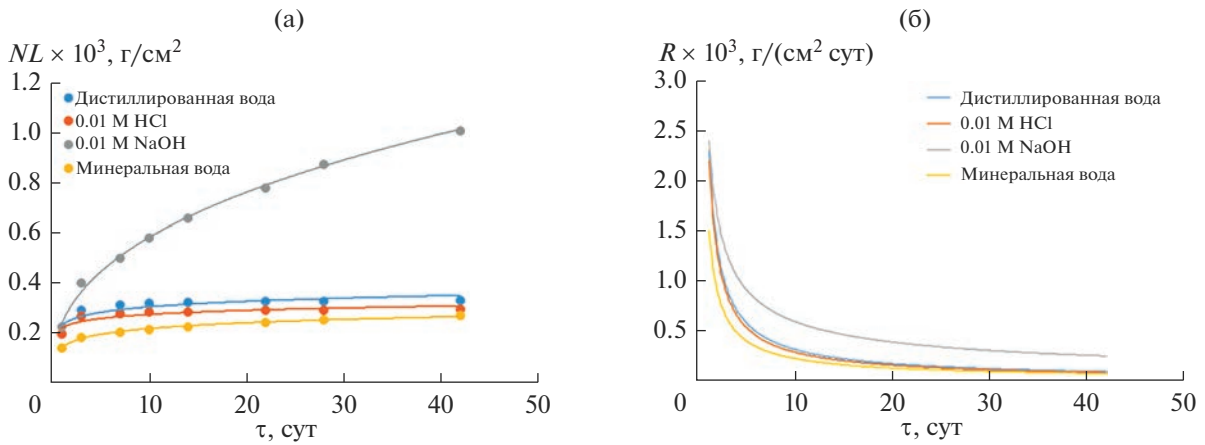 (а)
NL × 10³, г/см²
1.2
1.0
0.8
0.6
0.4
0.2
0
10
20
30
40
50
τ, сут
Дистиллированная вода
0.01 М HCl
0.01 М NaOH
Минеральная вода
(б)
R × 10³, г/(см² сут)
3.0
2.5
2.0
1.5
1.0
0.5
0
10
20
30
40
50
τ, сут
Дистиллированная вода
0.01 М HCl
0.01 М NaOH
Минеральная вода